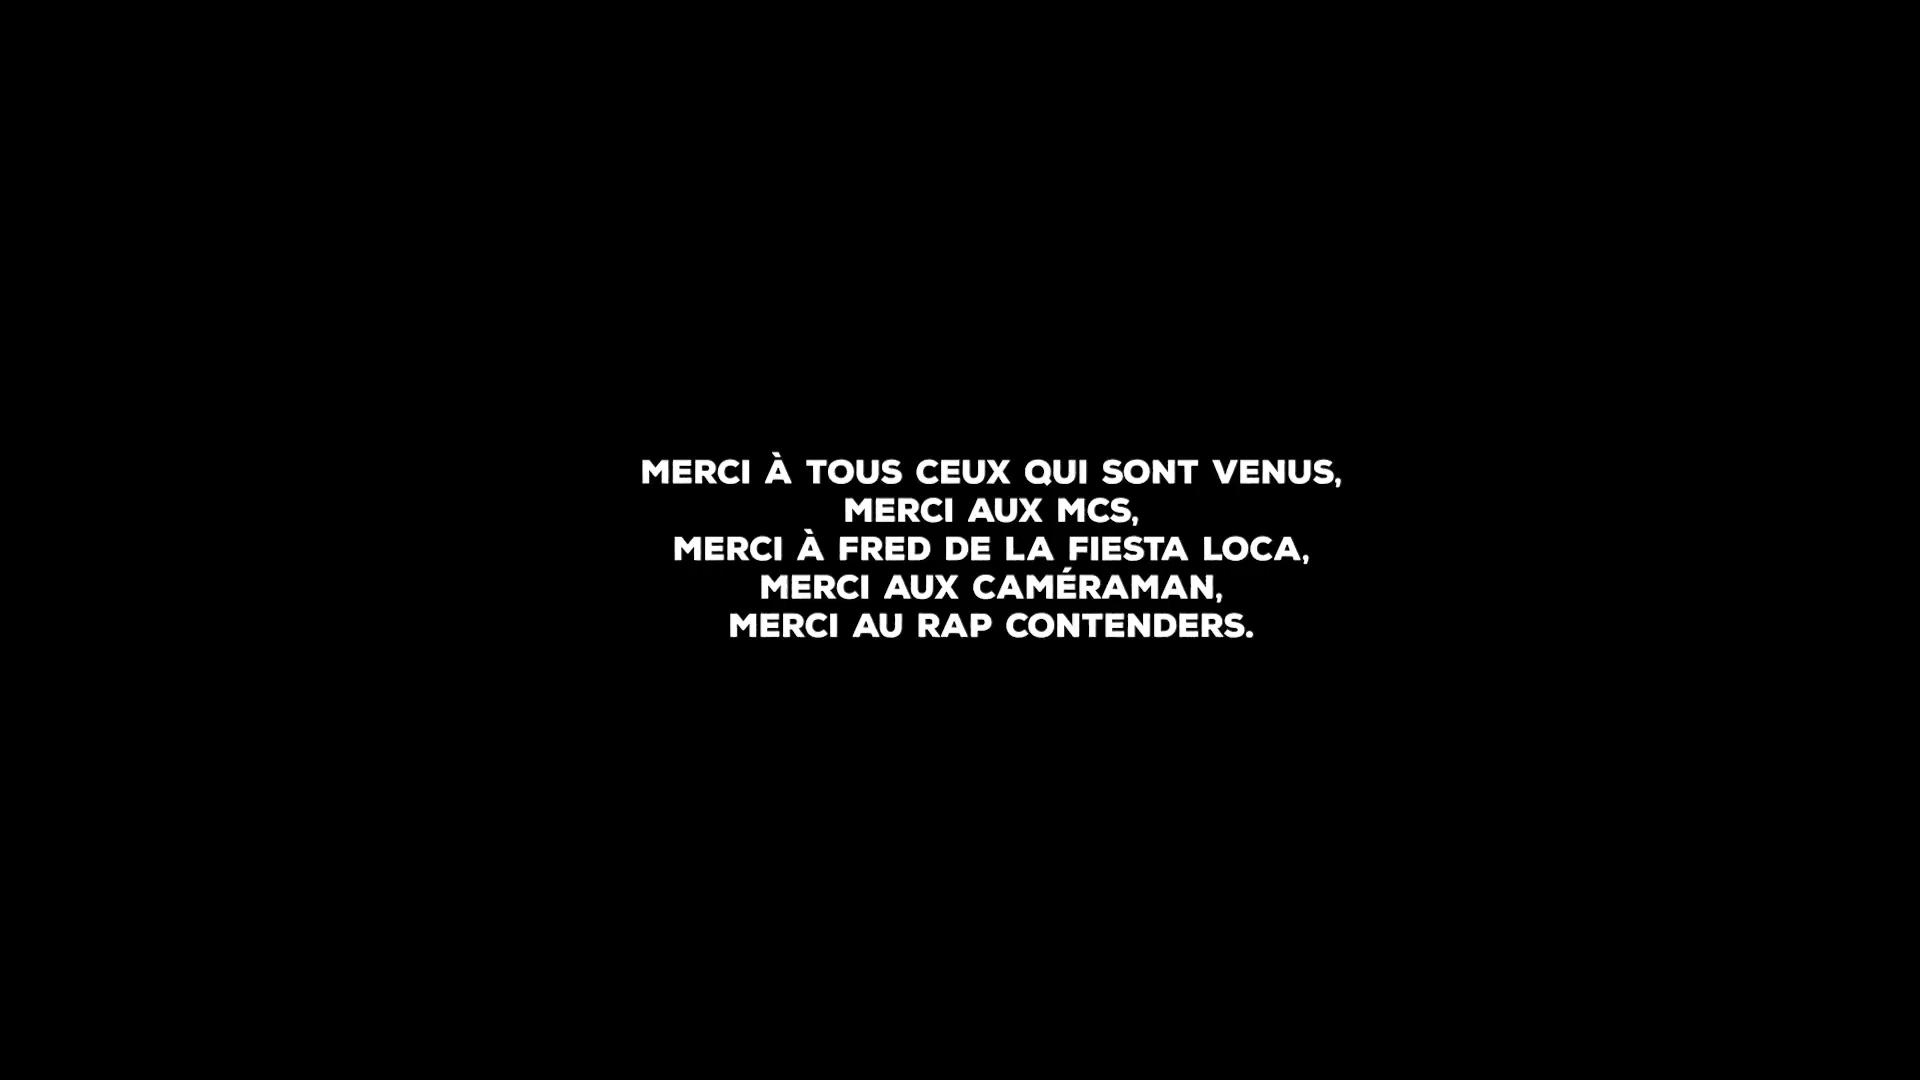 MERCI À TOUS CEUX QUI SONT VENUS,
MERCI AUX MCS,
MERCI À FRED DE LA FIESTA LOCA,
MERCI AUX CAMÉRAMAN,
MERCI AU RAP CONTENDERS.